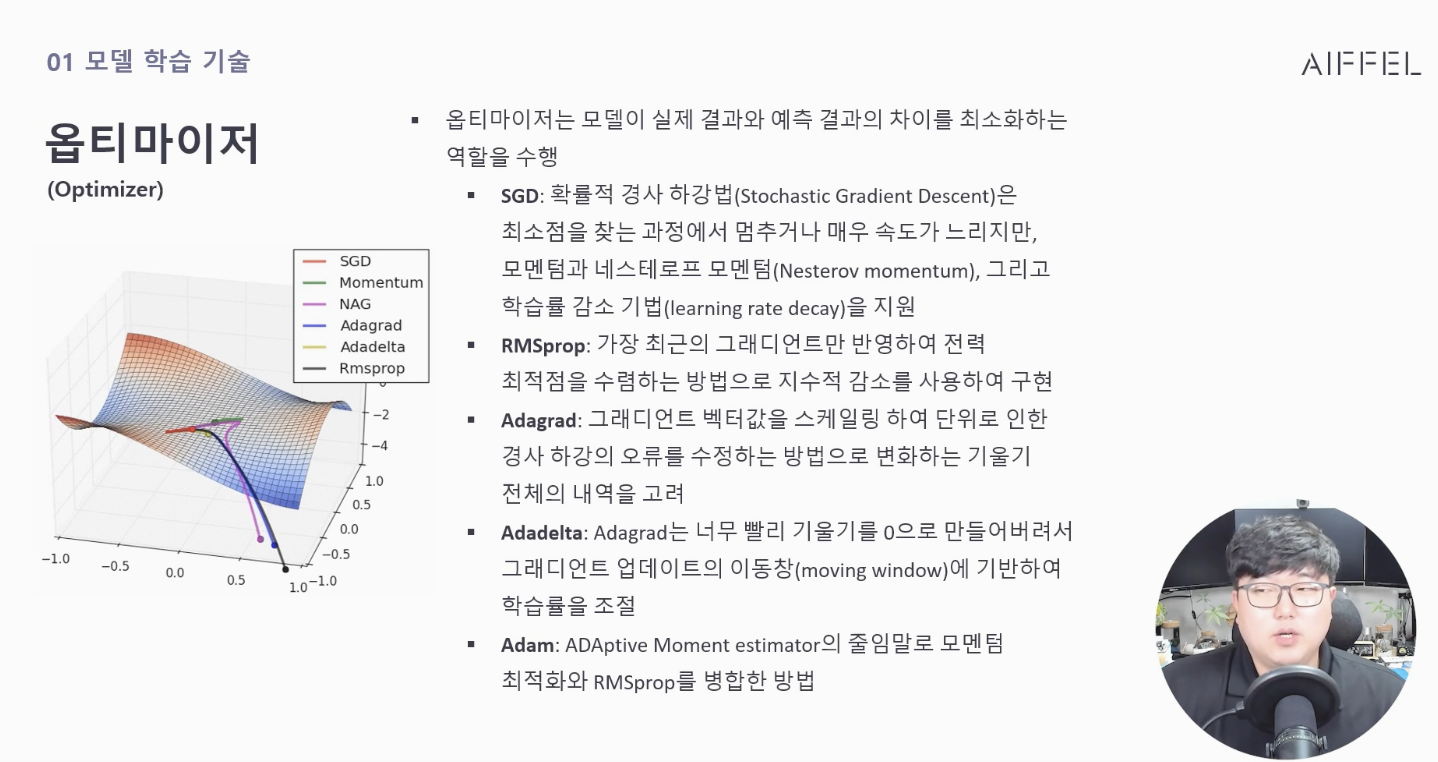 01 모델 학습 기술
AIFFEL
옵티마이저
(Optimizer)
▪ 옵티마이저는 모델이 실제 결과와 예측 결과의 차이를 최소화하는
역할을 수행
▪ SGD: 확률적 경사 하강법(Stochastic Gradient Descent)은
최소점을 찾는 과정에서 멈추거나 매우 속도가 느리지만,
모멘텀과 네스테로프 모멘텀(Nesterov momentum), 그리고
학습률 감소 기법(learning rate decay)을 지원
▪ RMSprop: 가장 최근의 그래디언트만 반영하여 전력
최적점을 수렴하는 방법으로 지수적 감소를 사용하여 구현
▪ Adagrad: 그래디언트 벡터값을 스케일링 하여 단위로 인한
경사 하강의 오류를 수정하는 방법으로 변화하는 기울기
전체의 내역을 고려
▪ Adadelta: Adagrad는 너무 빨리 기울기를 0으로 만들어버려서
그래디언트 업데이트의 이동창(moving window)에 기반하여
학습률을 조절
▪ Adam: ADAptive Moment estimator의 줄임말로 모멘텀
최적화와 RMSprop를 병합한 방법
SGD
Momentum
NAG
Adagrad
Adadelta
Rmsprop
0
−2
−4
1.0
0.5
0.0
−0.5
−1.0
−1.0
−0.5
0.0
0.5
1.0